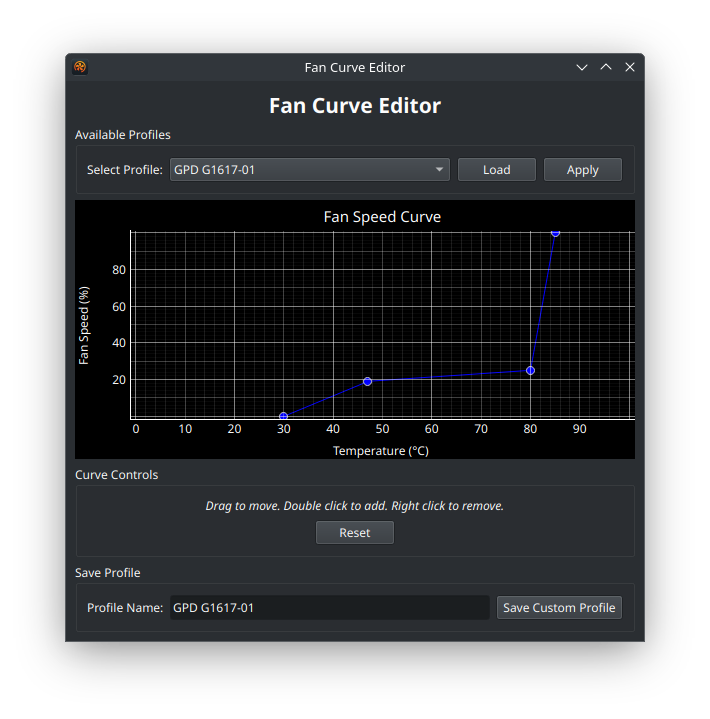 Fan Curve Editor
Fan Curve Editor
Available Profiles
Select Profile: GPD G1617-01 Load Apply
Fan Speed Curve
Fan Speed (%)
80
60
40
20
0 10 20 30 40 50 60 70 80 90
Temperature (°C)
Curve Controls
Drag to move. Double click to add. Right click to remove.
Reset
Save Profile
Profile Name: GPD G1617-01 Save Custom Profile